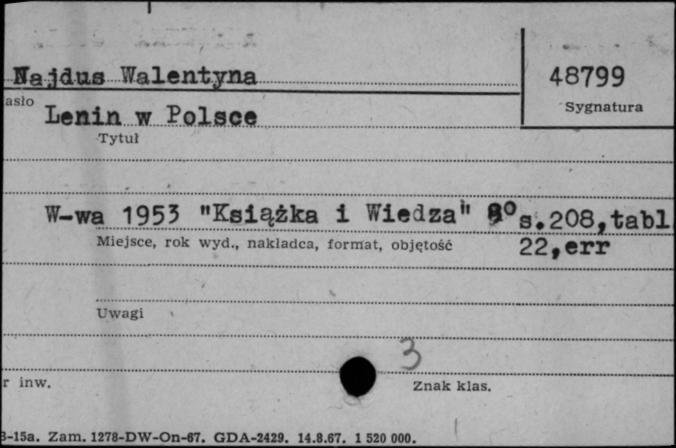 Najdus Walentyna
48799
asło
Sygnatura
Lenin w Polsce
Tytuł
W-wa 1953 "Książka i Wiedza" 8° s.208,tabl
Miejsce, rok wyd., nakładca, format, objętość
22,err
Uwagi
3
r inw.
Znak klas.
3-15a. Zam. 1278-DW-On-67. GDA-2429. 14.8.67. 1 520 000.